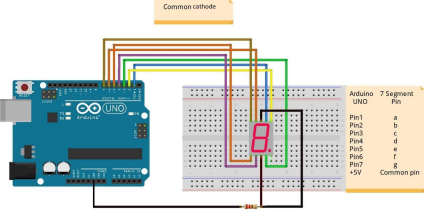 Common cathode
Arduino 7 Segment
UNO Pin
Pin1 a
Pin2 b
Pin3 c
Pin4 d
Pin5 e
Pin6 f
Pin7 g
+5V Common pin
UNO
Arduino